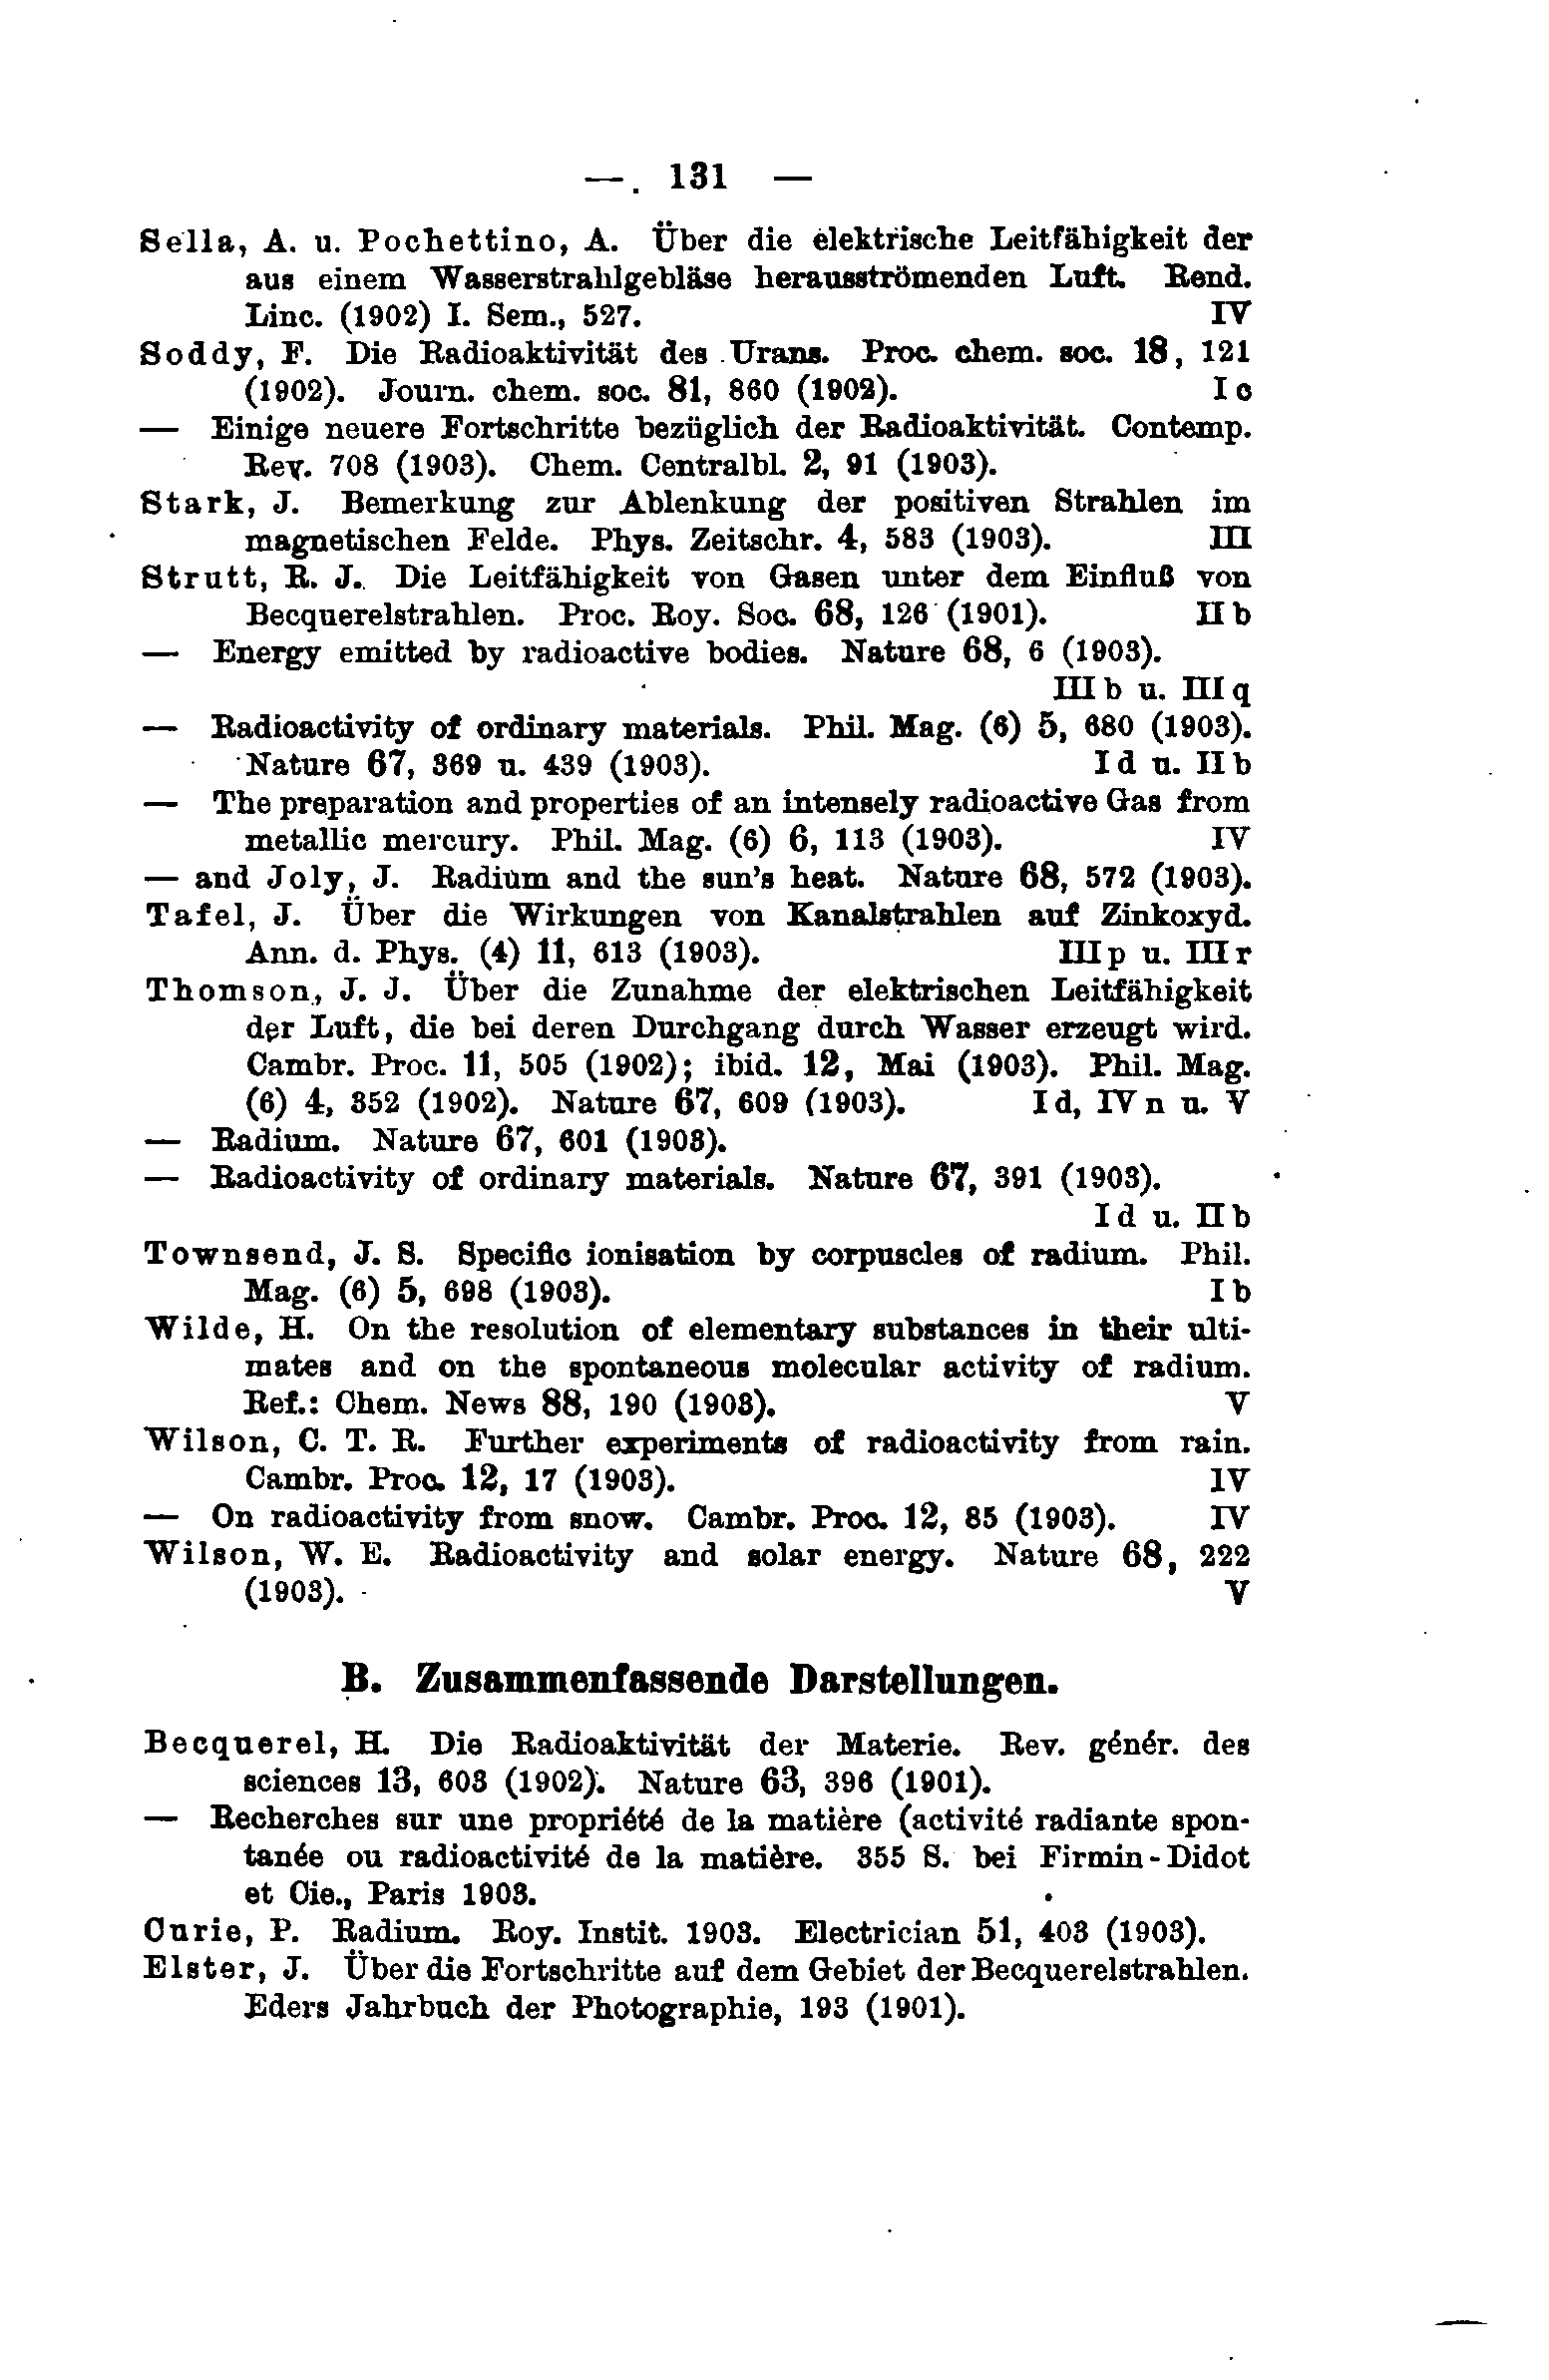 — 131 —
Sella, A. u. Pochettino, A. Über die elektrische Leitfähigkeit der
aus einem Wasserstrahlgebläse herausströmenden Luft. Rend.
Linc. (1902) I. Sem., 527. IV
Soddy, F. Die Radioaktivität des Urans. Proc. chem. soc. 18, 121
(1902). Journ. chem. soc. 81, 860 (1902). I c
— Einige neuere Fortschritte bezüglich der Radioaktivität. Contemp.
Rev. 708 (1903). Chem. Centralbl. 2, 91 (1903).
Stark, J. Bemerkung zur Ablenkung der positiven Strahlen im
magnetischen Felde. Phys. Zeitschr. 4, 583 (1903). III
Strutt, R. J. Die Leitfähigkeit von Gasen unter dem Einfluß von
Becquerelstrahlen. Proc. Roy. Soc. 68, 126 (1901). II b
— Energy emitted by radioactive bodies. Nature 68, 6 (1903).
III b u. III q
— Radioactivity of ordinary materials. Phil. Mag. (6) 5, 680 (1903).
Nature 67, 369 u. 439 (1903). I d u. II b
— The preparation and properties of an intensely radioactive Gas from
metallic mercury. Phil. Mag. (6) 6, 113 (1903). IV
— and Joly, J. Radium and the sun's heat. Nature 68, 572 (1903).
Tafel, J. Über die Wirkungen von Kanalstrahlen auf Zinkoxyd.
Ann. d. Phys. (4) 11, 613 (1903). III p u. III r
Thomson, J. J. Über die Zunahme der elektrischen Leitfähigkeit
der Luft, die bei deren Durchgang durch Wasser erzeugt wird.
Cambr. Proc. 11, 505 (1902); ibid. 12, Mai (1903). Phil. Mag.
(6) 4, 352 (1902). Nature 67, 609 (1903). I d, IV n u. V
— Radium. Nature 67, 601 (1903).
— Radioactivity of ordinary materials. Nature 67, 391 (1903).
I d u. II b
Townsend, J. S. Specific ionisation by corpuscles of radium. Phil.
Mag. (6) 5, 698 (1903). I b
Wilde, H. On the resolution of elementary substances in their ulti-
mates and on the spontaneous molecular activity of radium.
Ref.: Chem. News 88, 190 (1903). V
Wilson, C. T. R. Further experiments of radioactivity from rain.
Cambr. Proc. 12, 17 (1903). IV
— On radioactivity from snow. Cambr. Proc. 12, 85 (1903). IV
Wilson, W. E. Radioactivity and solar energy. Nature 68, 222
(1903). V
B. Zusammenfassende Darstellungen.
Becquerel, H. Die Radioaktivität der Materie. Rev. génér. des
sciences 13, 603 (1902). Nature 63, 396 (1901).
— Recherches sur une propriété de la matière (activité radiante spon-
tanée ou radioactivité de la matière. 355 S. bei Firmin-Didot
et Cie., Paris 1903.
Curie, P. Radium. Roy. Instit. 1903. Electrician 51, 403 (1903).
Elster, J. Über die Fortschritte auf dem Gebiet der Becquerelstrahlen.
Eders Jahrbuch der Photographie, 193 (1901).